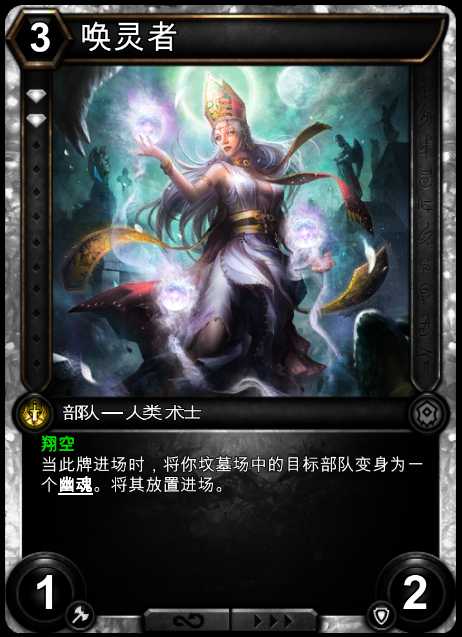 3
唤灵者
部队 — 人类 术士
翔空
当此牌进场时，将你坟墓场中的目标部队变身为一
个幽魂。将其放置进场。
1
2